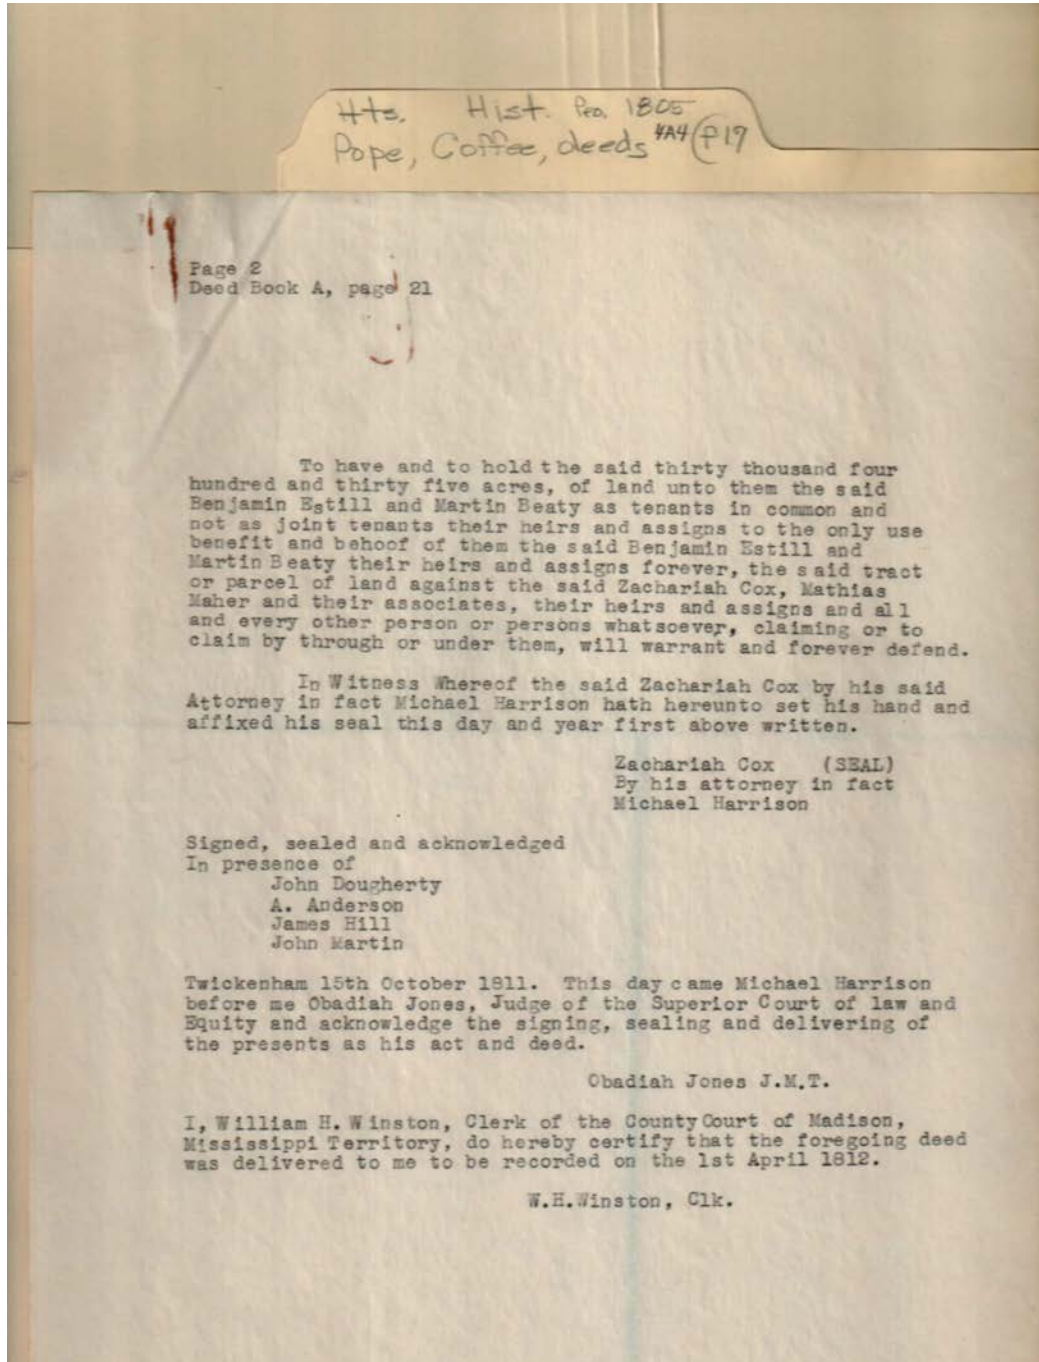 Hts. Hist. Peo. 1805
Pope, Coffee, deeds 4A4 P17
Page 2
Deed Book A, page 21
To have and to hold the said thirty thousand four
hundred and thirty five acres, of land unto them the said
Benjamin Estill and Martin Beaty as tenants in common and
not as joint tenants their heirs and assigns to the only use
benefit and behoof of them the said Benjamin Estill and
Martin Beaty their heirs and assigns forever, the said tract
or parcel of land against the said Zachariah Cox, Mathias
Maher and their associates, their heirs and assigns and all
and every other person or persons whatsoever, claiming or to
claim by through or under them, will warrant and forever defend.
In Witness Whereof the said Zachariah Cox by his said
Attorney in fact Michael Harrison hath hereunto set his hand and
affixed his seal this day and year first above written.
Zachariah Cox (SEAL)
By his attorney in fact
Michael Harrison
Signed, sealed and acknowledged
In presence of
John Dougherty
A. Anderson
James Hill
John Martin
Twickenham 15th October 1811. This day came Michael Harrison
before me Obadiah Jones, Judge of the Superior Court of law and
Equity and acknowledge the signing, sealing and delivering of
the presents as his act and deed.
Obadiah Jones J.M.T.
I, William H. Winston, Clerk of the County Court of Madison,
Mississippi Territory, do hereby certify that the foregoing deed
was delivered to me to be recorded on the 1st April 1812.
W.H.Winston, Clk.